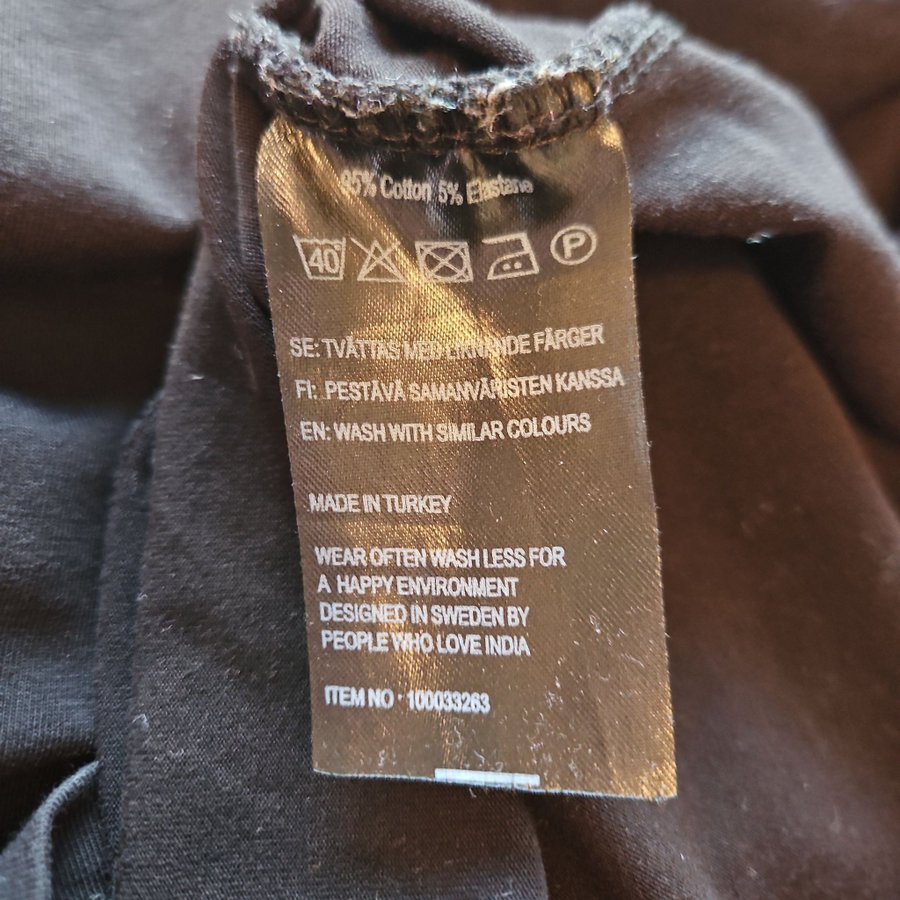 95% Cotton 5% Elastane
40 P
SE: TVÄTTAS MED LIKNANDE FÄRGER
FI: PESTÄVÄ SAMANVÄRISTEN KANSSA
EN: WASH WITH SIMILAR COLOURS
MADE IN TURKEY
WEAR OFTEN WASH LESS FOR
A HAPPY ENVIRONMENT
DESIGNED IN SWEDEN BY
PEOPLE WHO LOVE INDIA
ITEM NO : 100033263